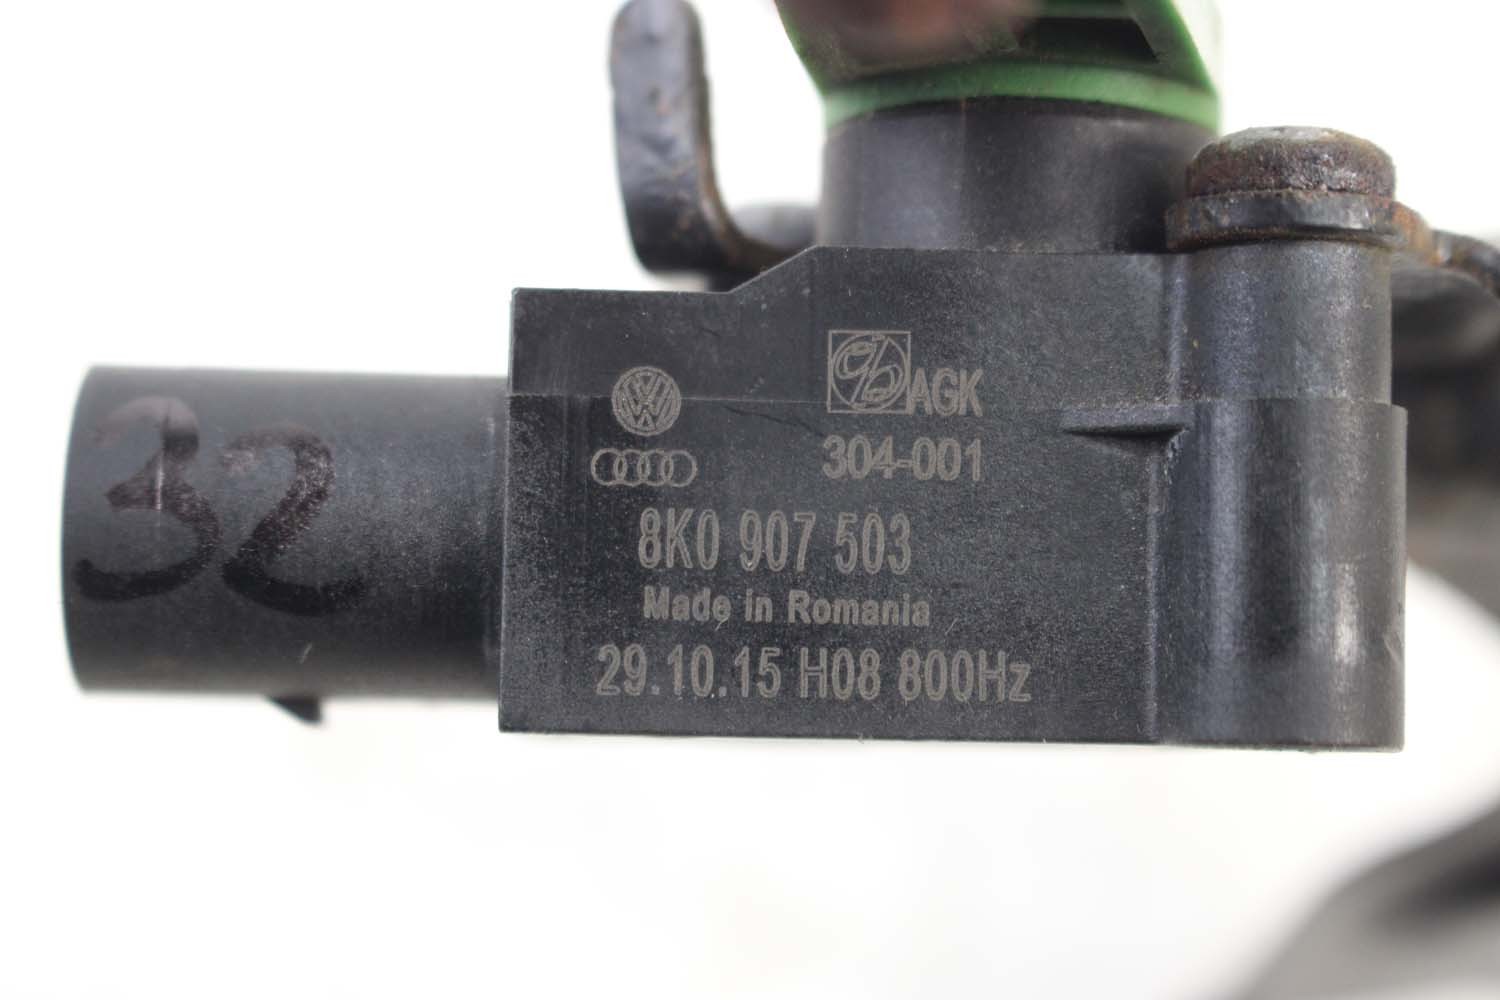 32
AGK
304-001
8K0 907 503
Made in Romania
29.10.15 H08 800Hz